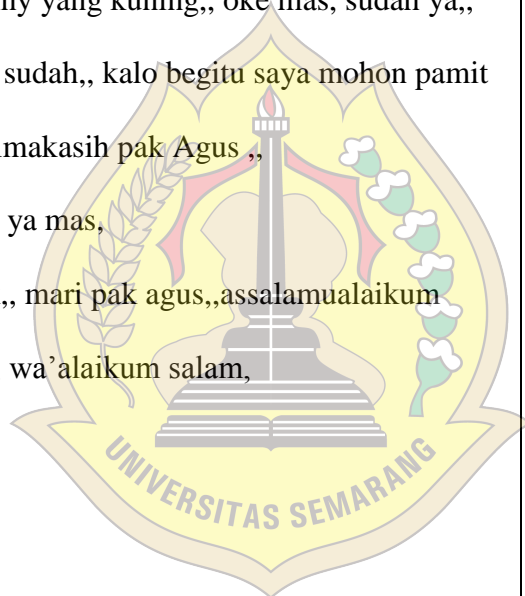 yang kuning,, oke mas, sudah ya,,
sudah,, kalo begitu saya mohon pamit
makasih pak Agus ,,
ya mas,
,, mari pak agus,,assalamualaikum
wa’alaikum salam,
UNIVERSITAS SEMARANG